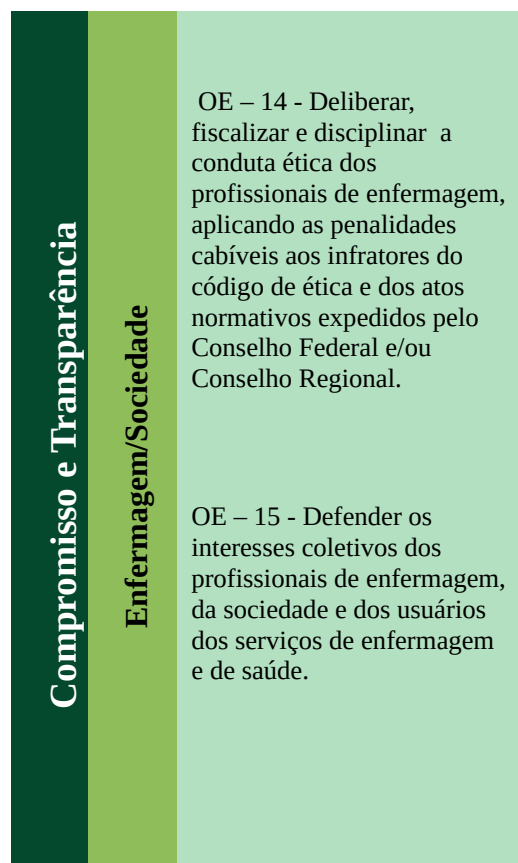 Compromisso e Transparência
Enfermagem/Sociedade
OE – 14 - Deliberar,
fiscalizar e disciplinar  a
conduta ética dos
profissionais de enfermagem,
aplicando as penalidades
cabíveis aos infratores do
código de ética e dos atos
normativos expedidos pelo
Conselho Federal e/ou
Conselho Regional.
OE – 15 - Defender os
interesses coletivos dos
profissionais de enfermagem,
da sociedade e dos usuários
dos serviços de enfermagem
e de saúde.